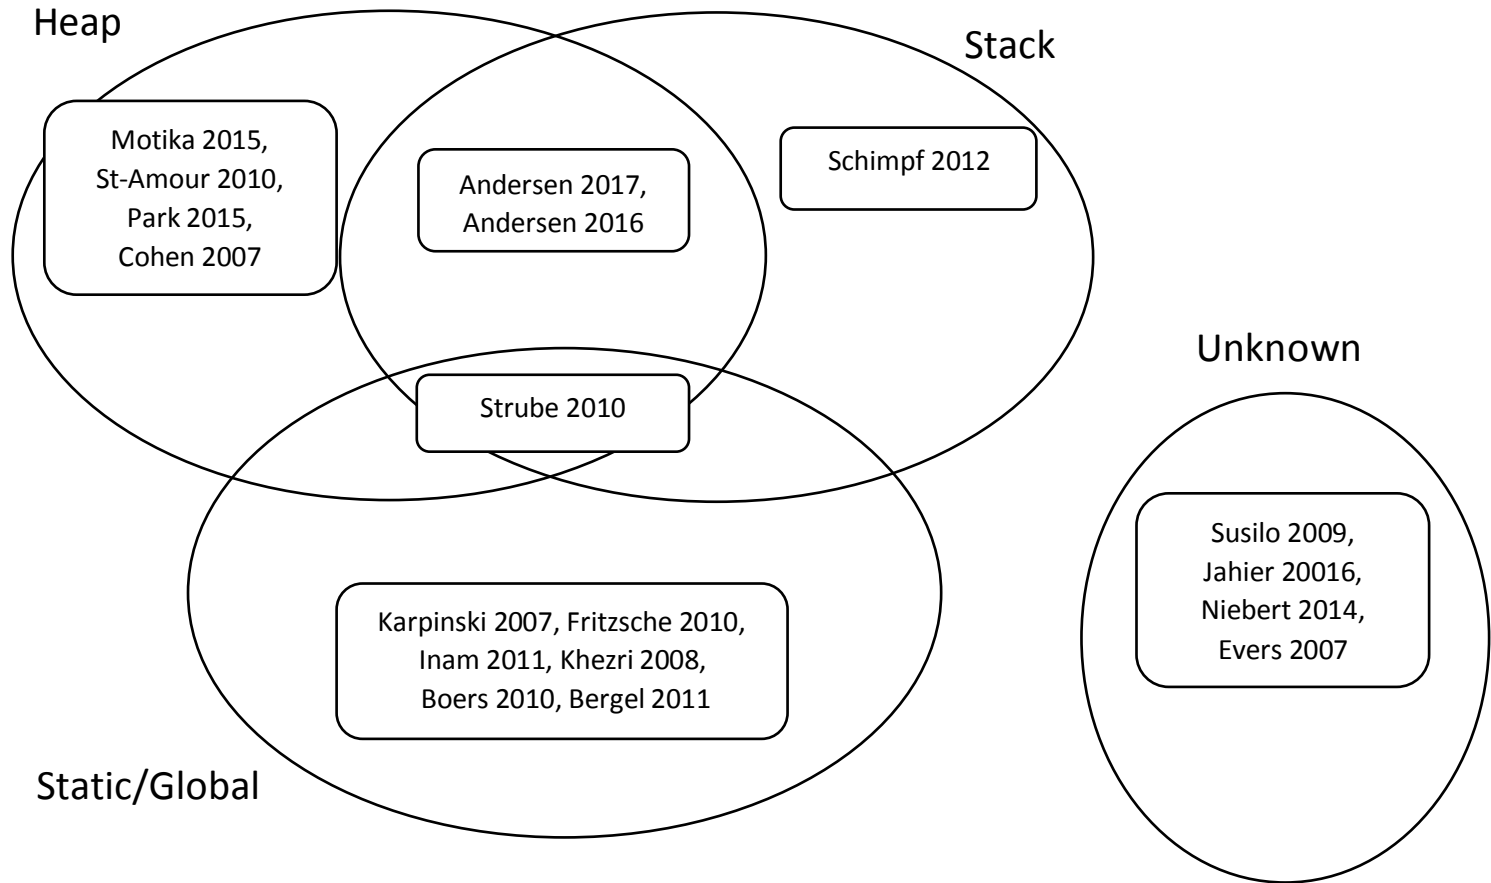 Heap
Stack
Motika 2015,
St-Amour 2010,
Park 2015,
Cohen 2007
Andersen 2017,
Andersen 2016
Schimpf 2012
Strube 2010
Unknown
Susilo 2009,
Jahier 20016,
Niebert 2014,
Evers 2007
Karpinski 2007, Fritzsche 2010,
Inam 2011, Khezri 2008,
Boers 2010, Bergel 2011
Static/Global